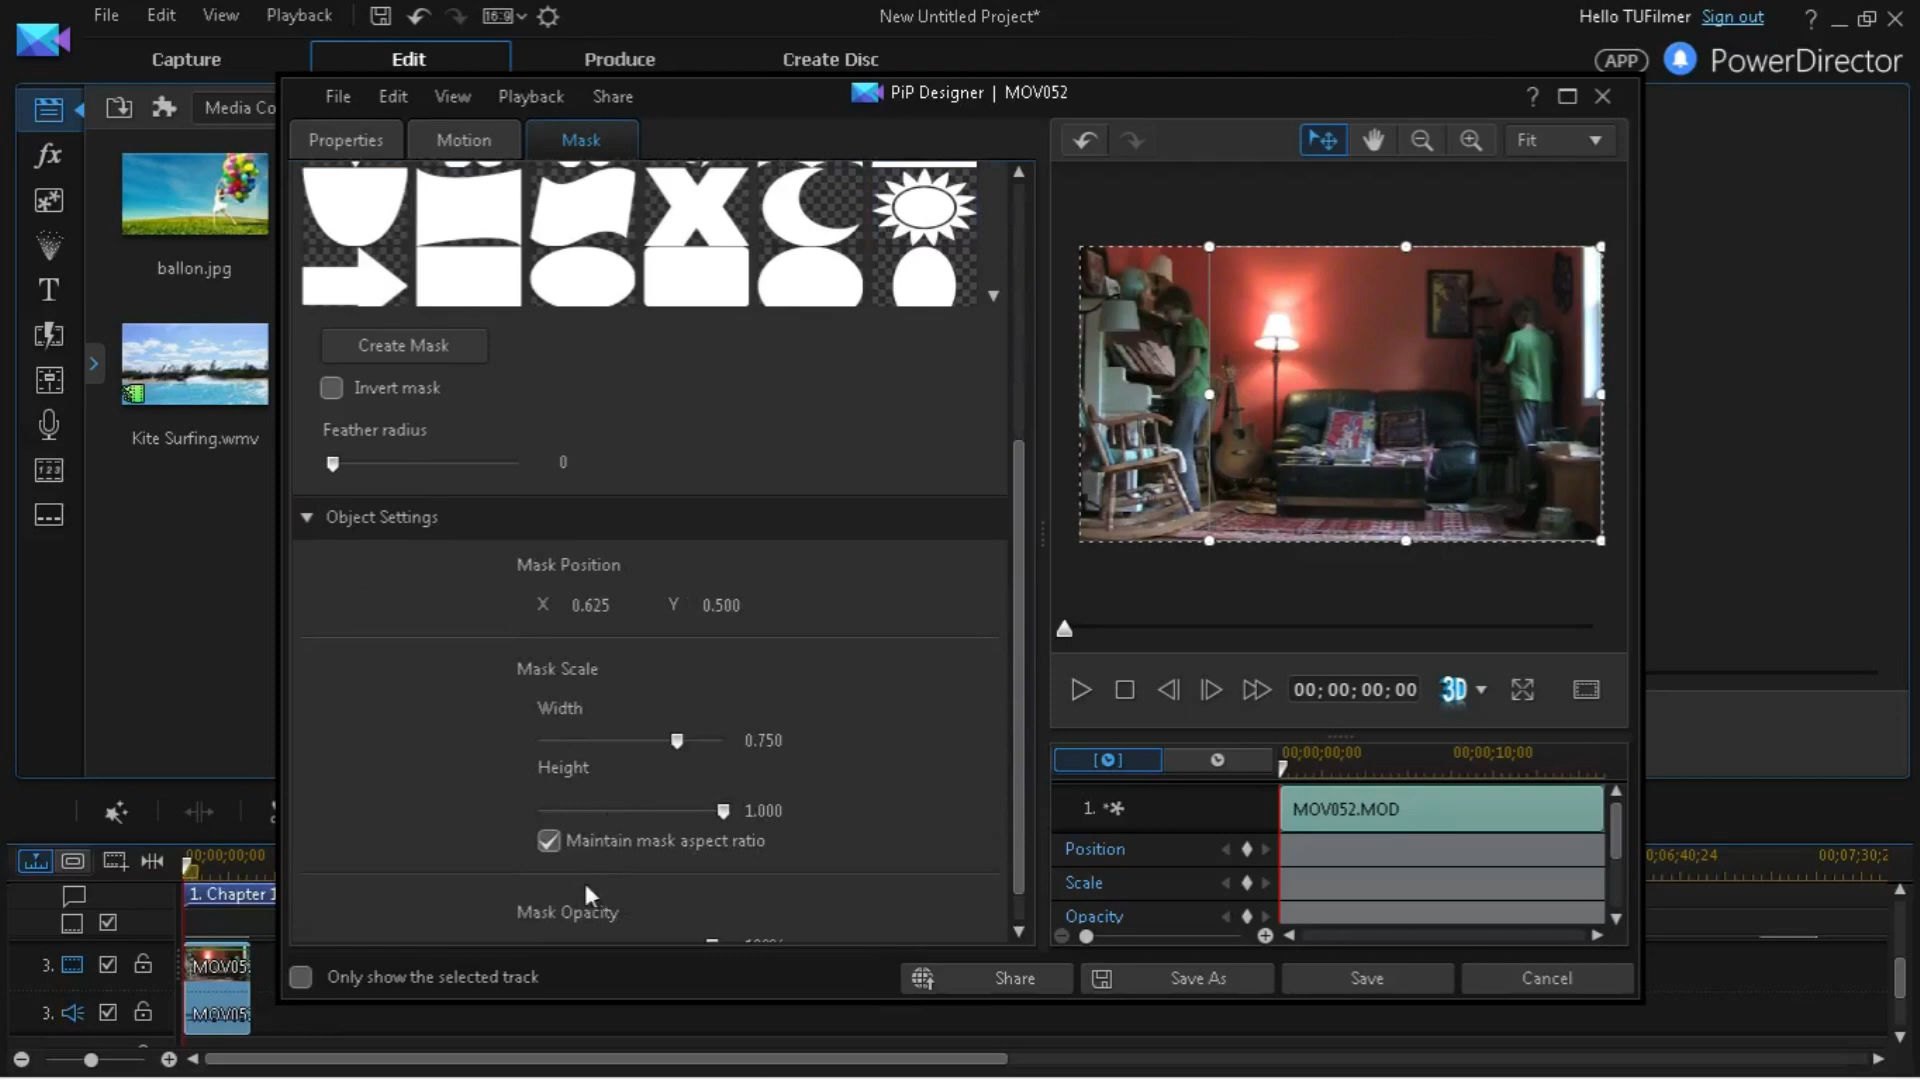 File Edit View Playback 16:9 New Untitled Project* Hello TUFilmer Sign out ?
Capture Edit Produce Create Disc APP PowerDirector
File Edit View Playback Share PiP Designer | MOV052 ?
Media Co
Properties Motion Mask Fit
ballon.jpg
Kite Surfing.wmv
fx
T
123
Create Mask
Invert mask
Feather radius
0
Object Settings
Mask Position
X 0.625 Y 0.500
Mask Scale
Width
0.750
Height
1.000
Maintain mask aspect ratio
Mask Opacity
Only show the selected track
Share Save As Save Cancel
00;00;00;00 3D
00;00;00;00 00;00;10;00
1. MOV052.MOD
Position
Scale
Opacity
00;00;00;00 0;06;40;24 00;07;30;2
1. Chapter 1
3. MOV05
3. MOV05